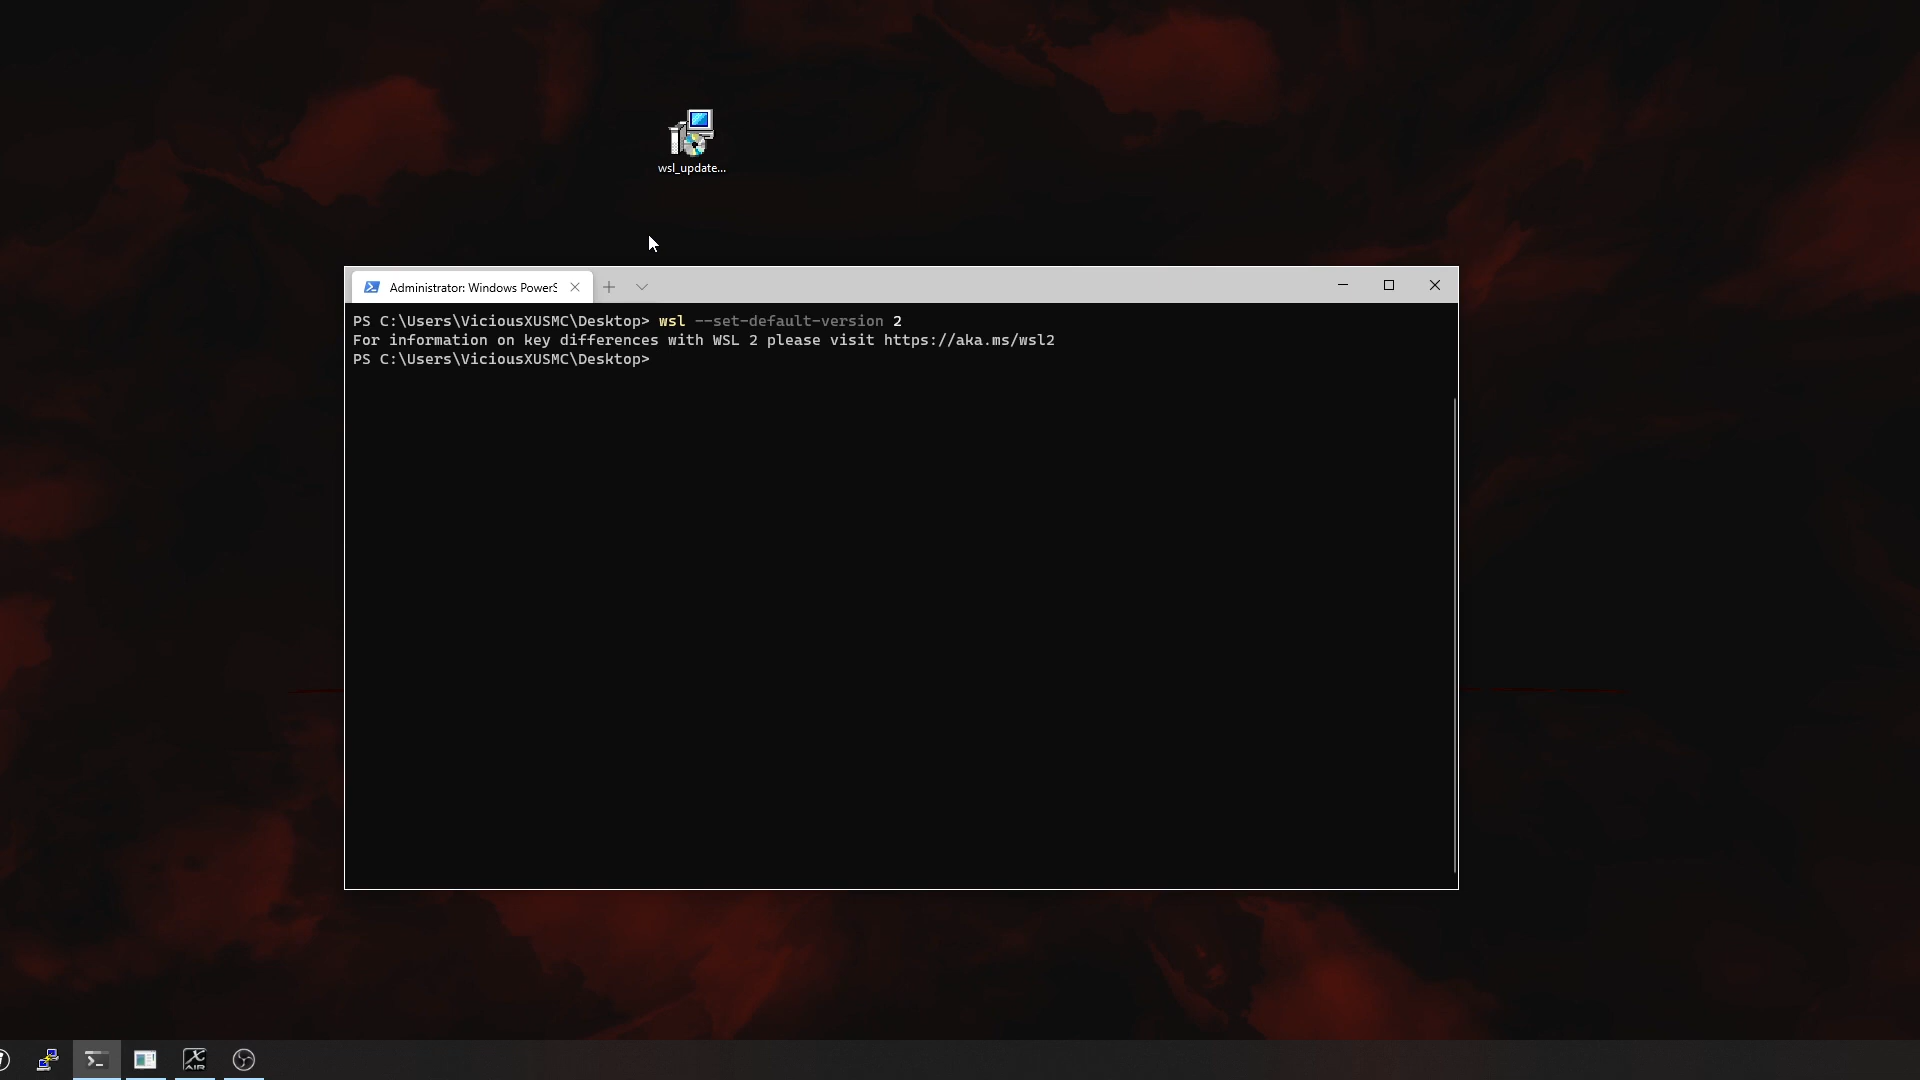 wsl_update...
Administrator: Windows PowerS
PS C:\Users\ViciousXUSMC\Desktop> wsl --set-default-version 2
For information on key differences with WSL 2 please visit https://aka.ms/wsl2
PS C:\Users\ViciousXUSMC\Desktop>
X AIR